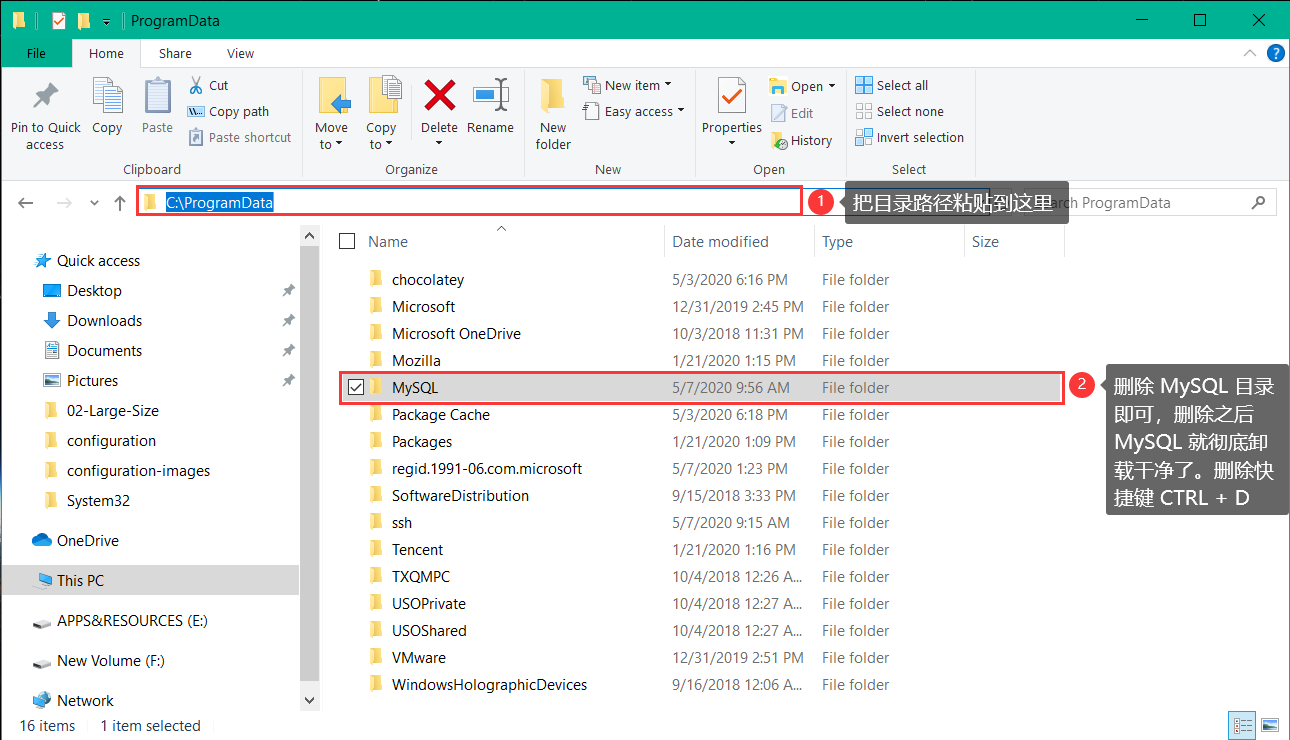 ProgramData
File Home Share View
Pin to Quick access
Copy
Paste
Cut
Copy path
Paste shortcut
Clipboard
Move to
Copy to
Delete
Rename
Organize
New folder
New item
Easy access
New
Properties
Open
Edit
History
Open
Select all
Select none
Invert selection
Select
C:\ProgramData
1
把目录路径粘贴到这里
ProgramData
Quick access
Desktop
Downloads
Documents
Pictures
02-Large-Size
configuration
configuration-images
System32
OneDrive
This PC
APPS&RESOURCES (E:)
New Volume (F:)
Network
Name Date modified Type Size
chocolatey 5/3/2020 6:16 PM File folder
Microsoft 12/31/2019 2:45 PM File folder
Microsoft OneDrive 10/3/2018 11:31 PM File folder
Mozilla 1/21/2020 1:15 PM File folder
MySQL 5/7/2020 9:56 AM File folder
Package Cache 5/3/2020 6:18 PM File folder
Packages 1/21/2020 1:09 PM File folder
regid.1991-06.com.microsoft 5/7/2020 1:23 PM File folder
SoftwareDistribution 9/15/2018 3:33 PM File folder
ssh 5/7/2020 9:15 AM File folder
Tencent 1/21/2020 1:16 PM File folder
TXQMPC 10/4/2018 12:26 A... File folder
USOPrivate 10/4/2018 12:27 A... File folder
USOShared 10/4/2018 12:27 A... File folder
VMware 12/31/2019 2:51 PM File folder
WindowsHolographicDevices 9/16/2018 12:06 A... File folder
2
删除 MySQL 目录
即可，删除之后
MySQL 就彻底卸
载干净了。删除快
捷键 CTRL + D
16 items 1 item selected